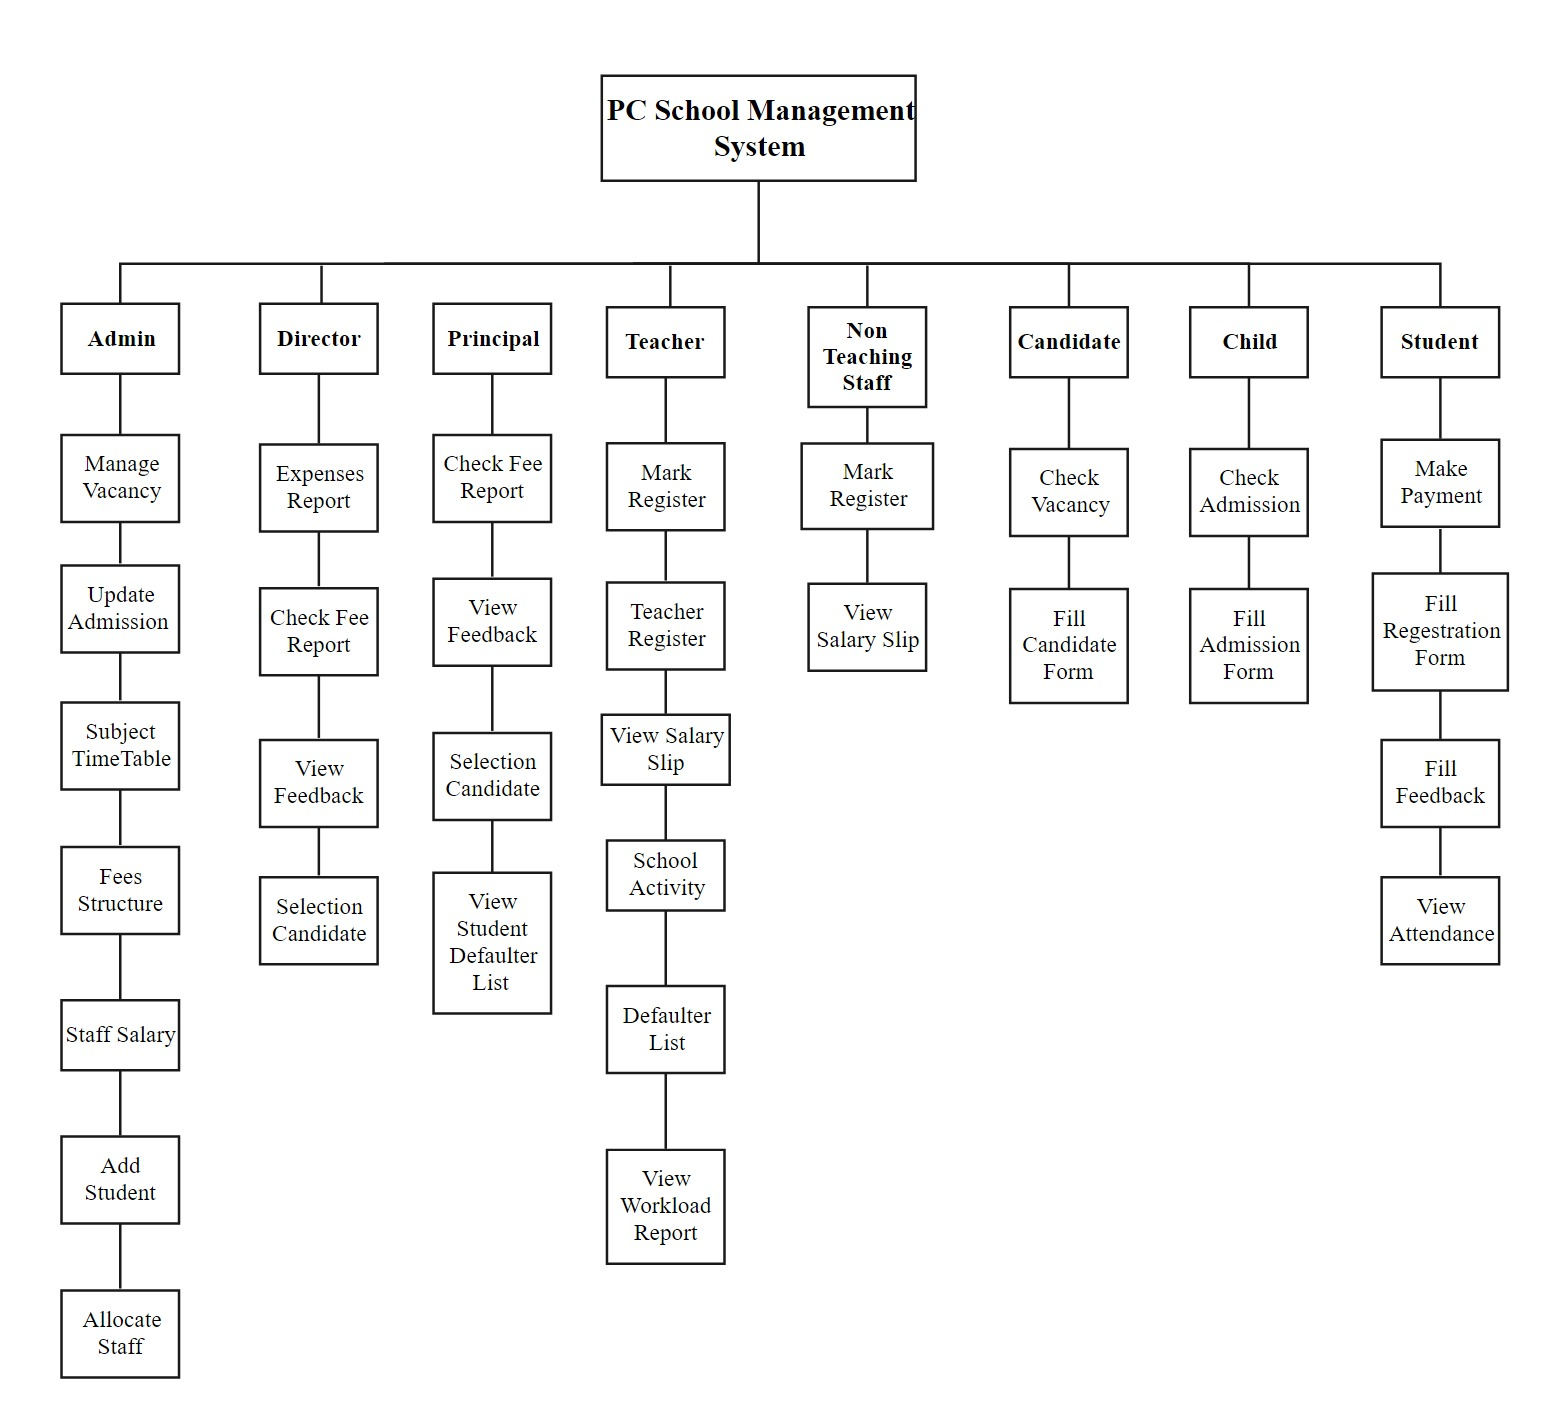 PC School Management
System
Admin
Director
Principal
Teacher
Non
Teaching
Staff
Candidate
Child
Student
Manage
Vacancy
Update
Admission
Subject
TimeTable
Fees
Structure
Staff Salary
Add
Student
Allocate
Staff
Expenses
Report
Check Fee
Report
View
Feedback
Selection
Candidate
Check Fee
Report
View
Feedback
Selection
Candidate
View
Student
Defaulter
List
Mark
Register
Teacher
Register
View Salary
Slip
School
Activity
Defaulter
List
View
Workload
Report
Mark
Register
View
Salary Slip
Check
Vacancy
Fill
Candidate
Form
Check
Admission
Fill
Admission
Form
Make
Payment
Fill
Regestration
Form
Fill
Feedback
View
Attendance